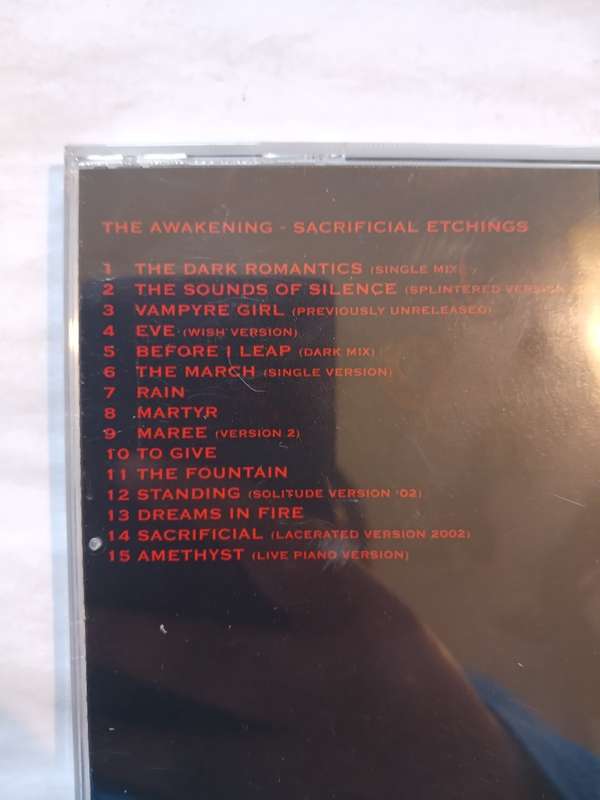 THE AWAKENING - SACRIFICIAL ETCHINGS
1 THE DARK ROMANTICS (SINGLE MIX)
2 THE SOUNDS OF SILENCE (SPLINTERED VERSION
3 VAMPYRE GIRL (PREVIOUSLY UNRELEASED)
4 EVE (WISH VERSION)
5 BEFORE I LEAP (DARK MIX)
6 THE MARCH (SINGLE VERSION)
7 RAIN
8 MARTYR
9 MAREE (VERSION 2)
10 TO GIVE
11 THE FOUNTAIN
12 STANDING (SOLITUDE VERSION '02)
13 DREAMS IN FIRE
14 SACRIFICIAL (LACERATED VERSION 2002)
15 AMETHYST (LIVE PIANO VERSION)